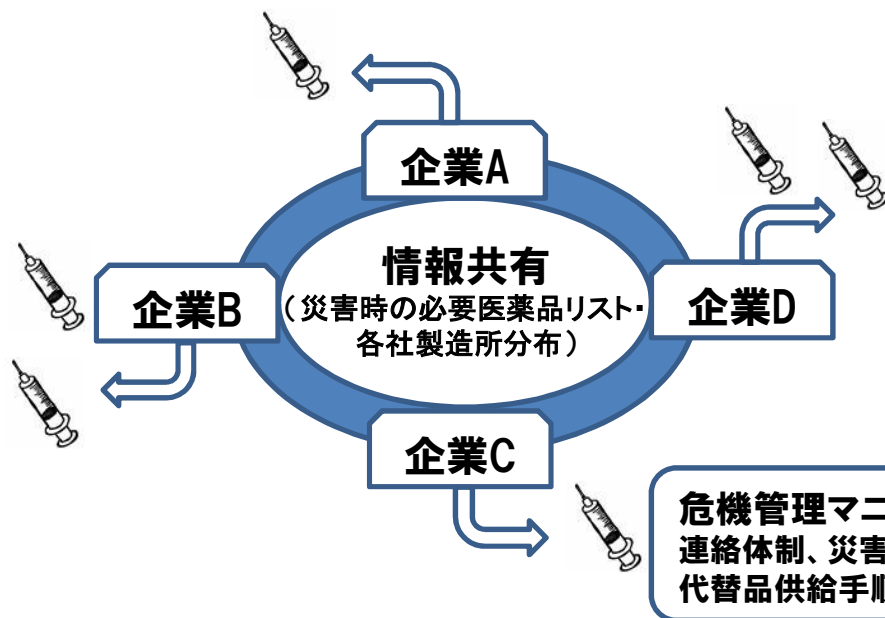 企業A
情報共有
（災害時の必要医薬品リスト・
各社製造所分布）
企業B
企業D
企業C
危機管理マニ
連絡体制、災害
代替品供給手順